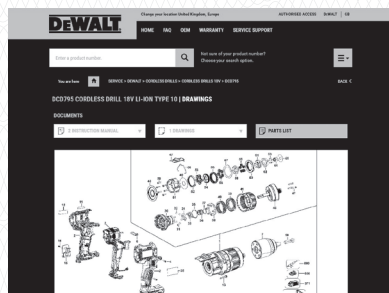 DEWALT
Change your location United Kingdom, Europe
AUTHORISED ACCESS DEWALT GB
HOME FAQ OEM WARRANTY SERVICE SUPPORT
Enter a product number
Not sure of your product number?
Choose your search option.
You are here SERVICE > DEWALT > CORDLESS DRILLS > CORDLESS DRILLS 18V > DCD795
BACK <
DCD795 CORDLESS DRILL 18V LI-ION TYPE 10 | DRAWINGS
DOCUMENTS
2 INSTRUCTION MANUAL
1 DRAWINGS
PARTS LIST